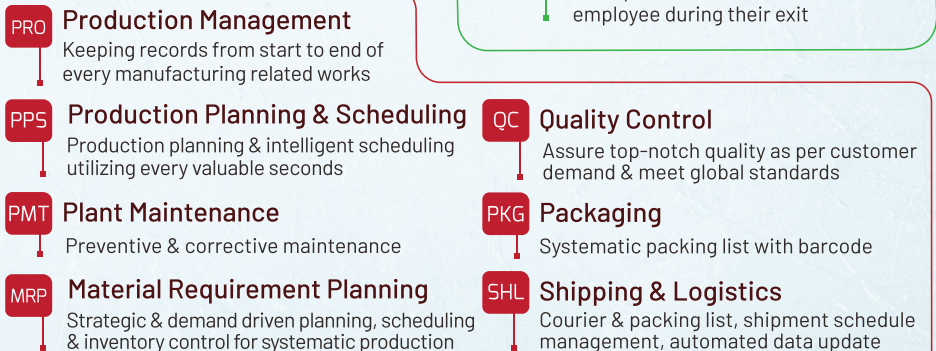 employee during their exit
PRO
Production Management
Keeping records from start to end of
every manufacturing related works
PPS
Production Planning & Scheduling
Production planning & intelligent scheduling
utilizing every valuable seconds
PMT
Plant Maintenance
Preventive & corrective maintenance
MRP
Material Requirement Planning
Strategic & demand driven planning, scheduling
& inventory control for systematic production
QC
Quality Control
Assure top-notch quality as per customer
demand & meet global standards
PKG
Packaging
Systematic packing list with barcode
SHL
Shipping & Logistics
Courier & packing list, shipment schedule
management, automated data update